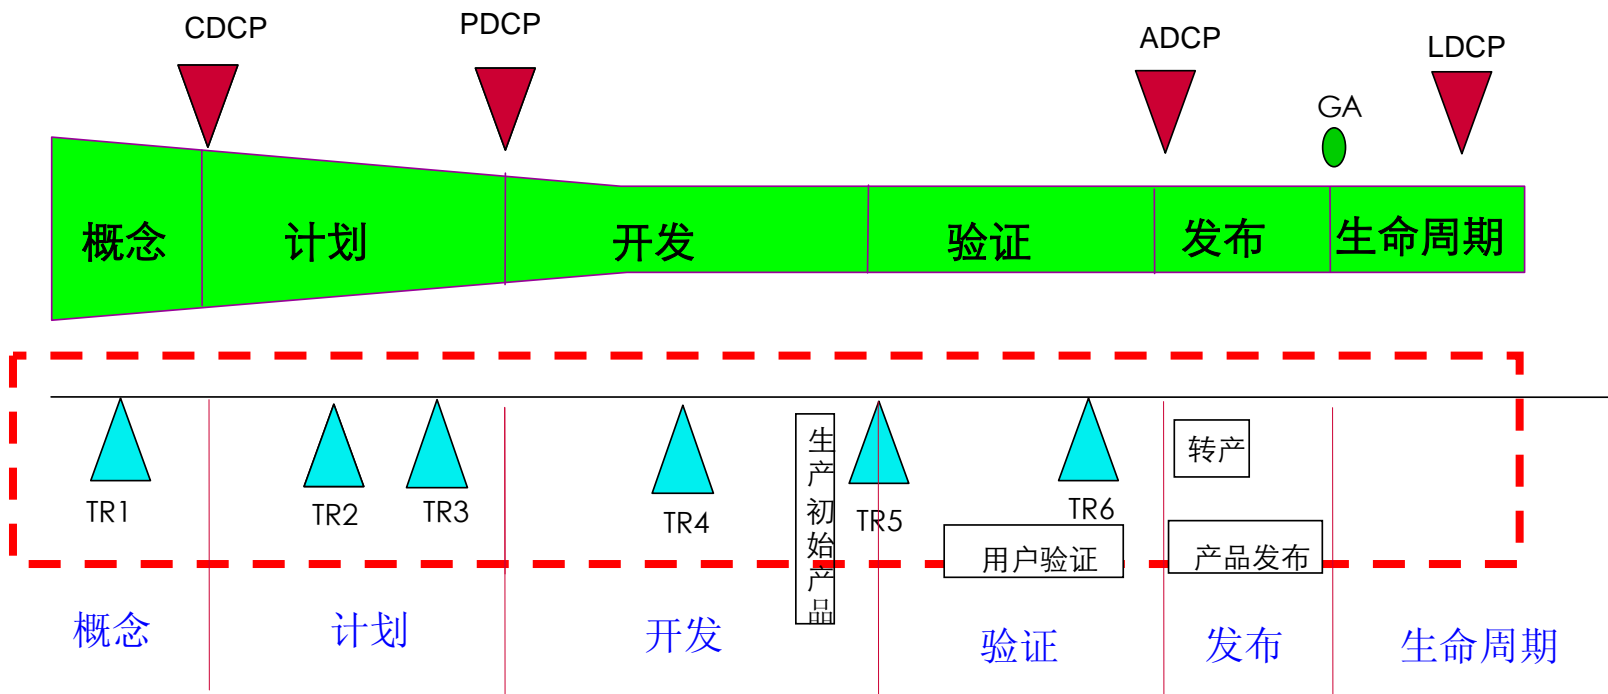 CDCP
PDCP
ADCP
LDCP
GA
概念
计划
开发
验证
发布
生命周期
TR1
TR2
TR3
TR4
生产初始产品
TR5
TR6
转产
用户验证
产品发布
概念
计划
开发
验证
发布
生命周期